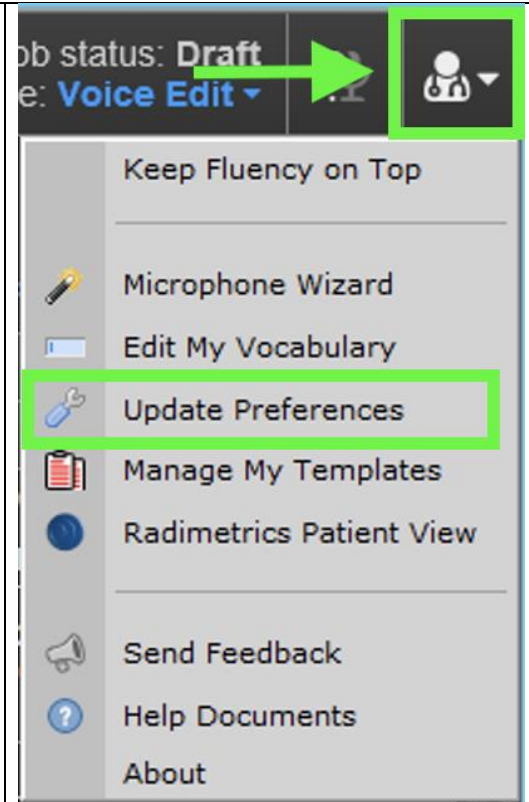 ob status: Draft
e: Voice Edit
Keep Fluency on Top
Microphone Wizard
Edit My Vocabulary
Update Preferences
Manage My Templates
Radimetrics Patient View
Send Feedback
? Help Documents
About